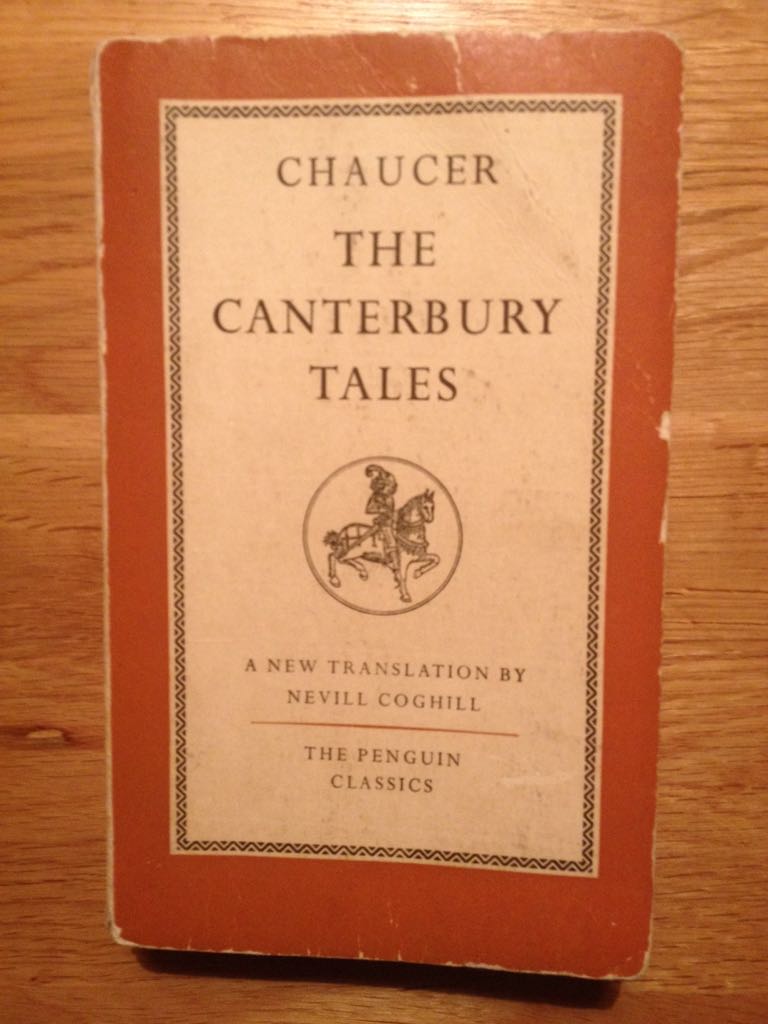 CHAUCER
THE
CANTERBURY
TALES
A NEW TRANSLATION BY
NEVILL COGHILL
THE PENGUIN
CLASSICS